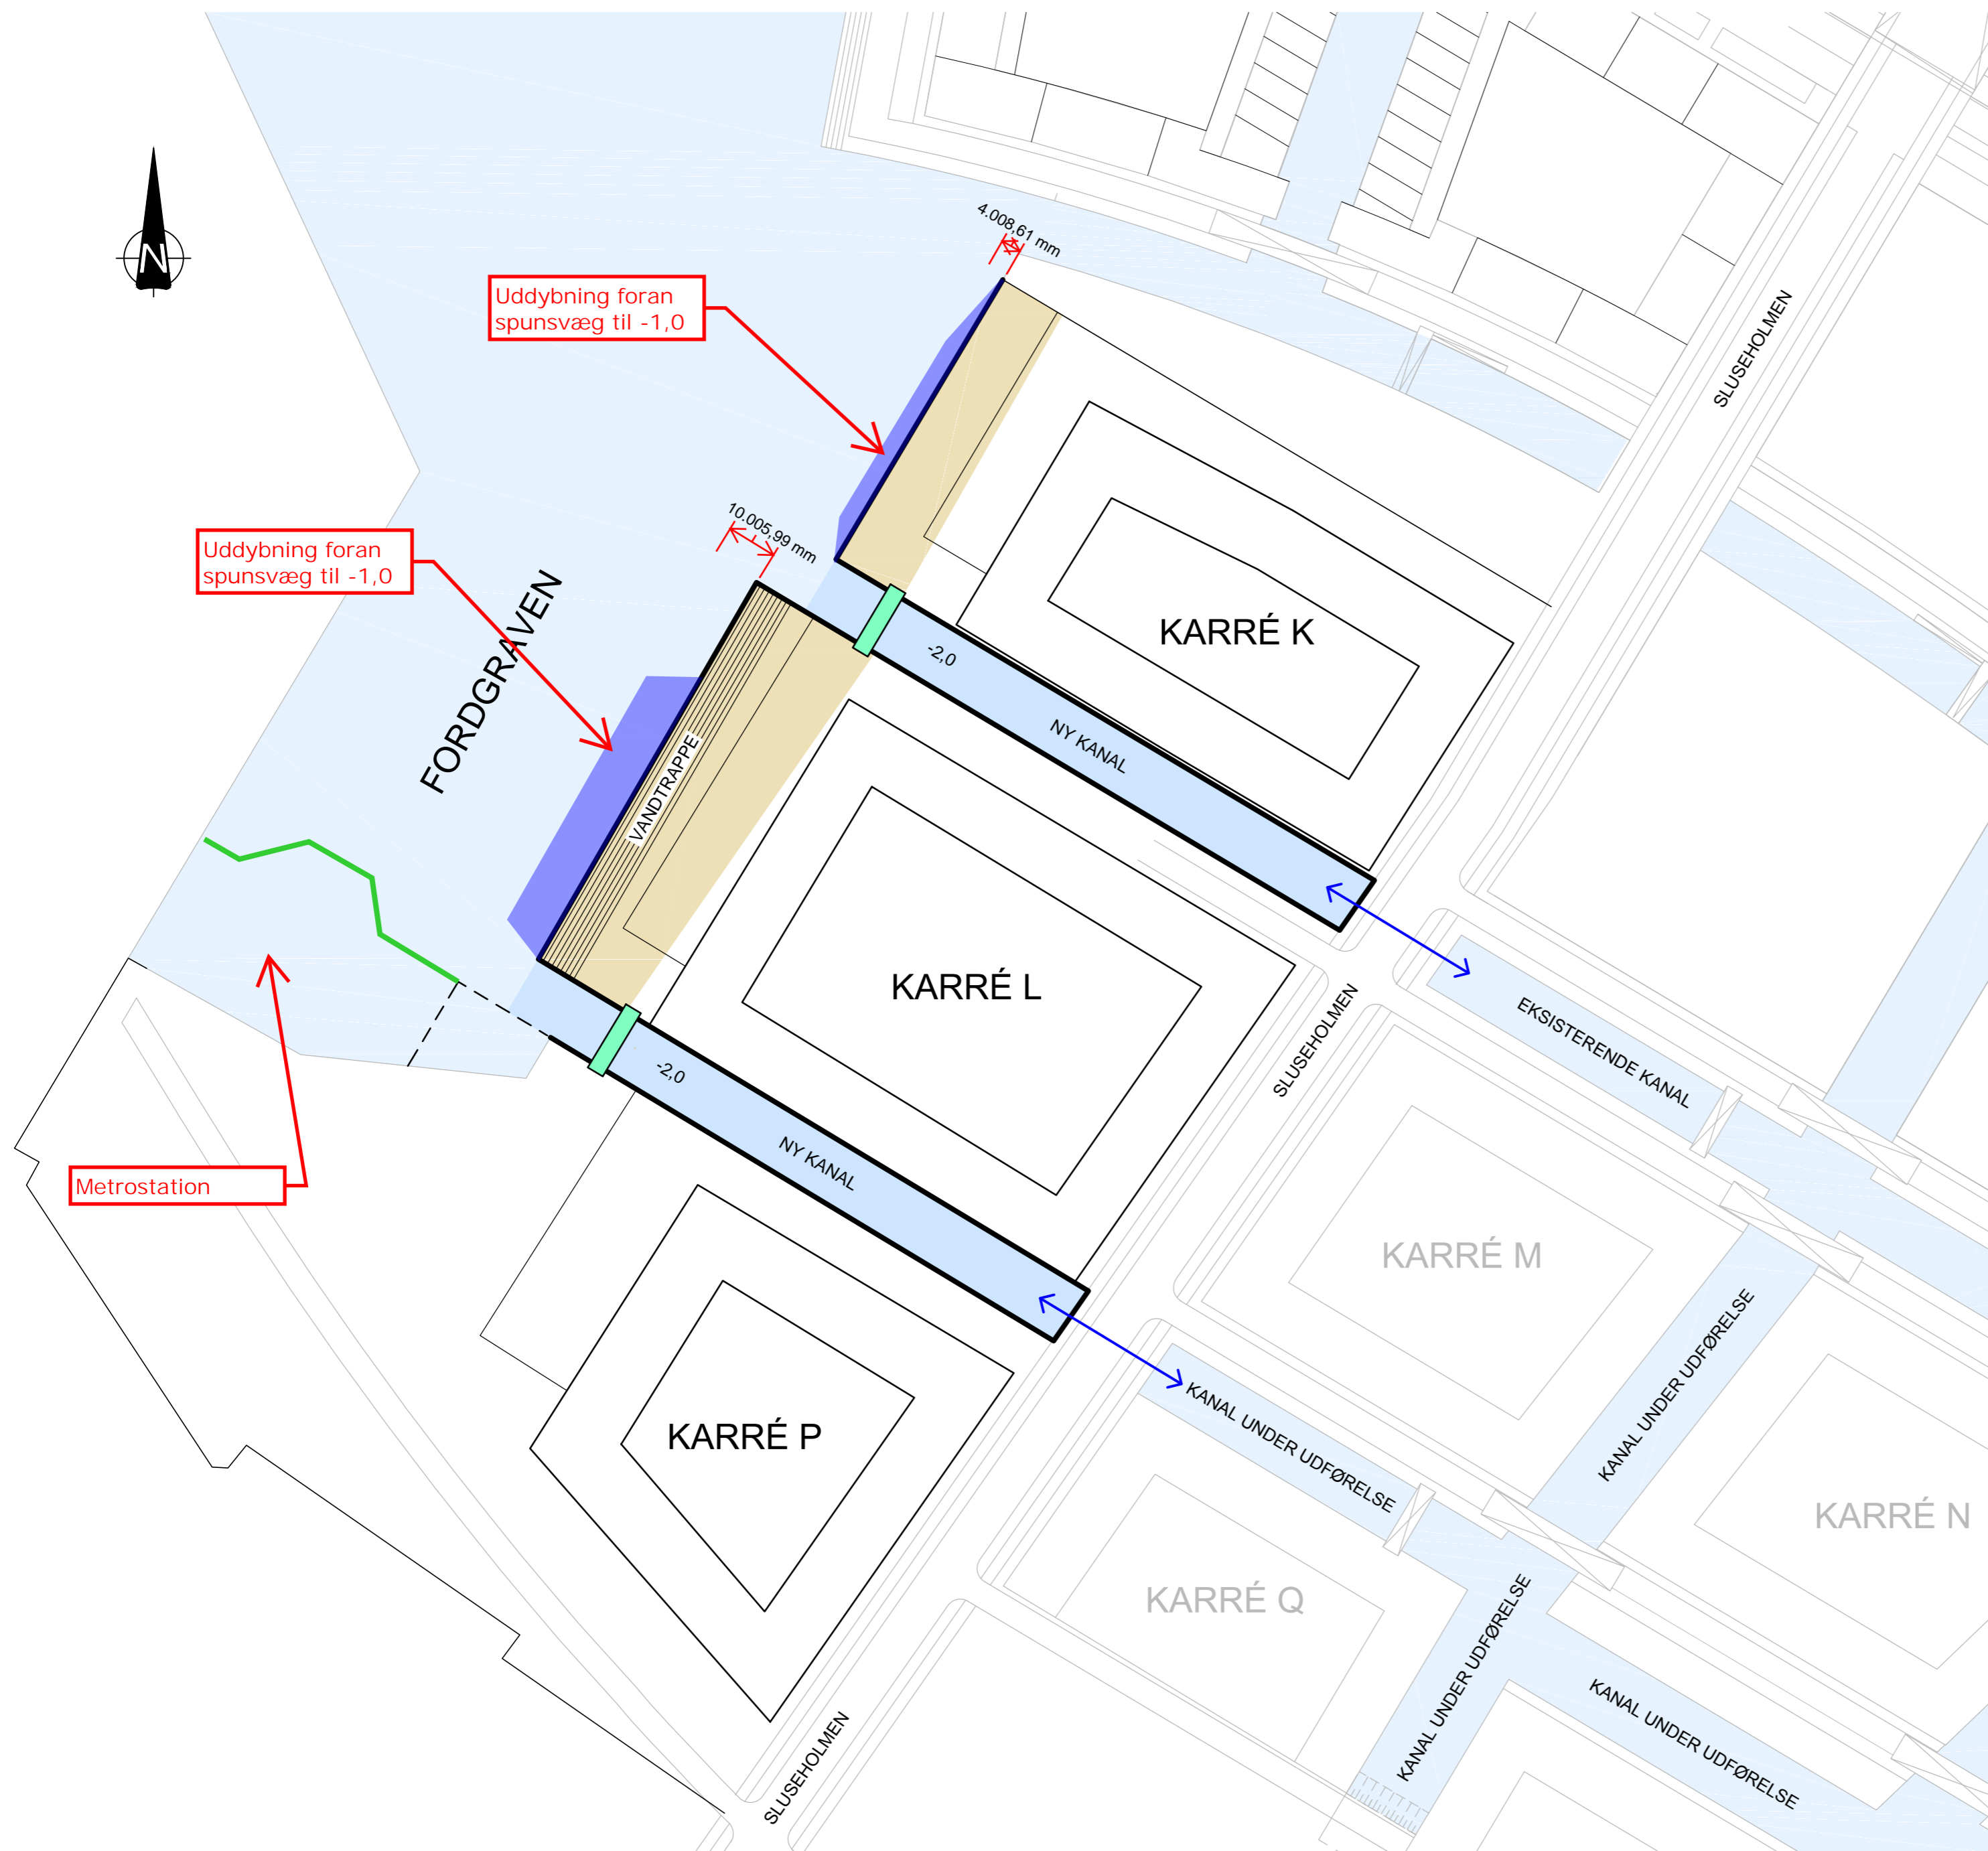 4.008,61 mm
N
Uddybning foran
spunsvæg til -1,0
SLUSEHOLMEN
10.005,99 mm
Uddybning foran
spunsvæg til -1,0
FORDGRAVEN
KARRÉ K
-2,0
NY KANAL
VANDTRAPPE
KARRÉ L
EKSISTERENDE KANAL
SLUSEHOLMEN
-2,0
NY KANAL
Metrostation
KARRÉ M
KANAL UNDER UDFØRELSE
KANAL UNDER UDFØRELSE
KARRÉ P
KARRÉ N
KARRÉ Q
KANAL UNDER UDFØRELSE
KANAL UNDER UDFØRELSE
SLUSEHOLMEN